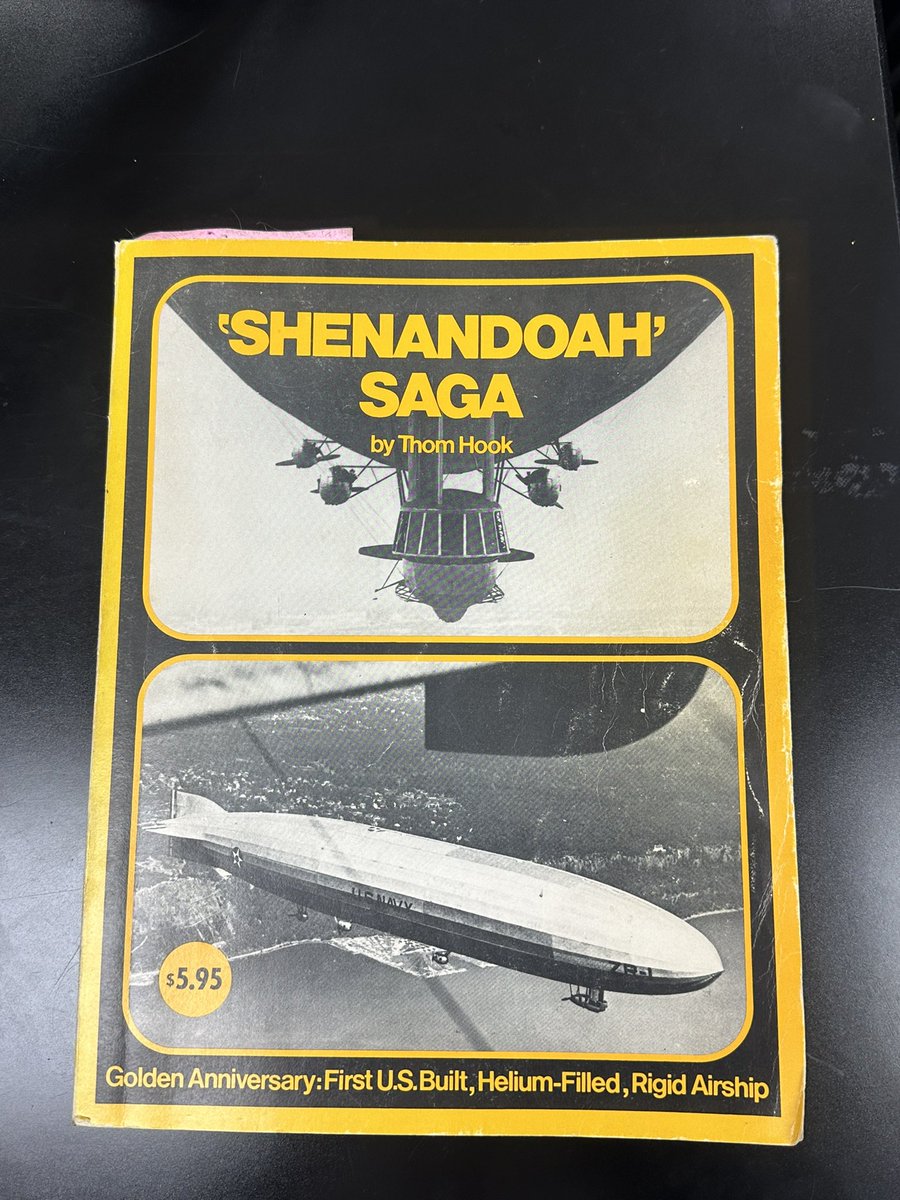 ‘SHENANDOAH’
SAGA
by Thom Hook
U.S. NAVY
ZR-1
$5.95
Golden Anniversary: First U.S. Built, Helium-Filled, Rigid Airship